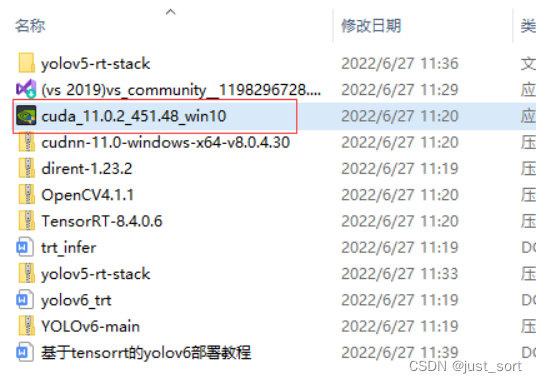 名称 修改日期 类
yolov5-rt-stack 2022/6/27 11:36 文
(vs 2019)vs_community__1198296728.... 2022/6/27 11:29 应
cuda_11.0.2_451.48_win10 2022/6/27 11:20 应
cudnn-11.0-windows-x64-v8.0.4.30 2022/6/27 11:20 压
dirent-1.23.2 2022/6/27 11:19 压
OpenCV4.1.1 2022/6/27 11:20 压
TensorRT-8.4.0.6 2022/6/27 11:20 压
trt_infer 2022/6/27 11:19 DO
yolov5-rt-stack 2022/6/27 11:33 压
yolov6_trt 2022/6/27 11:19 DO
YOLOv6-main 2022/6/27 11:19 压
基于tensorrt的yolov6部署教程 2022/6/27 11:39 DO
CSDN @just_sort